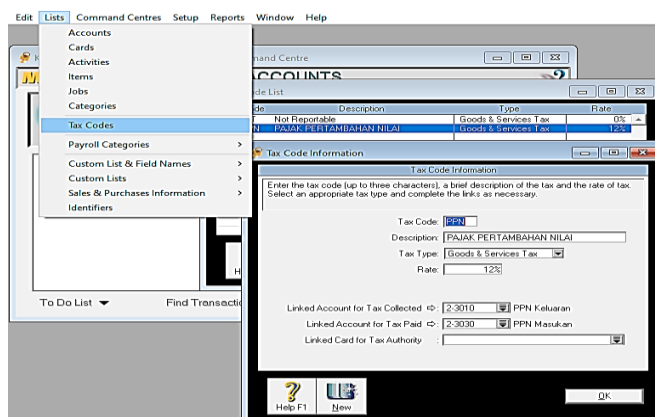 Edit Lists Command Centres Setup Reports Window Help
Accounts
Cards
Activities
Items
Jobs
Categories
Tax Codes
Payroll Categories >
Custom List & Field Names >
Custom Lists >
Sales & Purchases Information >
Identifiers
K
mand Centre
M
ACCOUNTS
de List
de Description Type Rate
Not Reportable Goods & Services Tax 0%
N PAJAK PERTAMBAHAN NILAI Goods & Services Tax 12%
Tax Code Information
Tax Code Information
Enter the tax code (up to three characters), a brief description of the tax and the rate of tax.
Select an appropriate tax type and complete the links as necessary.
Tax Code: PPN
Description: PAJAK PERTAMBAHAN NILAI
Tax Type: Goods & Services Tax
Rate: 12%
Linked Account for Tax Collected ⇨: 2-3010 PPN Keluaran
Linked Account for Tax Paid ⇨: 2-3030 PPN Masukan
Linked Card for Tax Authority :
H
To Do List Find Transactio
Help F1 New OK